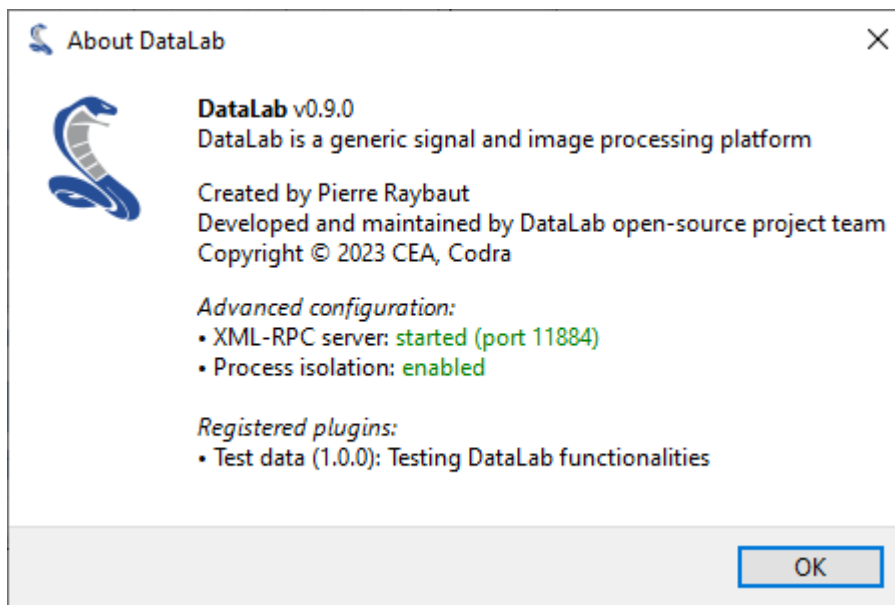 About DataLab
DataLab v0.9.0
DataLab is a generic signal and image processing platform
Created by Pierre Raybaut
Developed and maintained by DataLab open-source project team
Copyright © 2023 CEA, Codra
Advanced configuration:
• XML-RPC server: started (port 11884)
• Process isolation: enabled
Registered plugins:
• Test data (1.0.0): Testing DataLab functionalities
OK